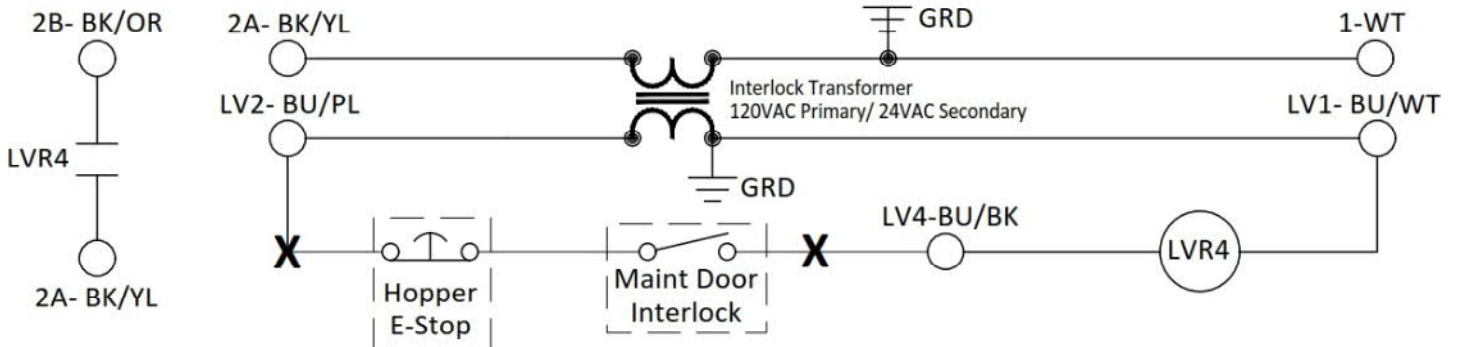 2B- BK/OR
2A- BK/YL
GRD
1-WT
Interlock Transformer
120VAC Primary/ 24VAC Secondary
LV2- BU/PL
LV1- BU/WT
LVR4
GRD
LV4-BU/BK
X
X
LVR4
Hopper
E-Stop
Maint Door
Interlock
2A- BK/YL